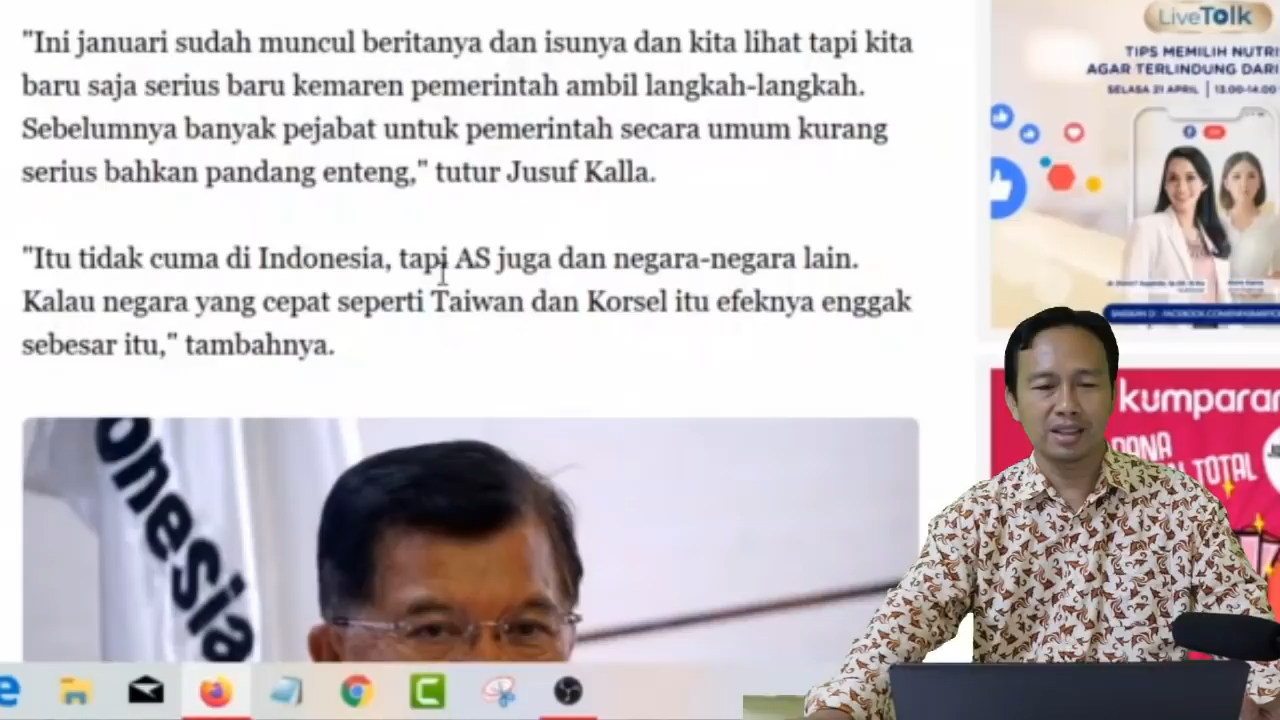 "Ini januari sudah muncul beritanya dan isunya dan kita lihat tapi kita
baru saja serius baru kemaren pemerintah ambil langkah-langkah.
Sebelumnya banyak pejabat untuk pemerintah secara umum kurang
serius bahkan pandang enteng," tutur Jusuf Kalla.
"Itu tidak cuma di Indonesia, tapi AS juga dan negara-negara lain.
Kalau negara yang cepat seperti Taiwan dan Korsel itu efeknya enggak
sebesar itu," tambahnya.
onesia
LiveTolk
TIPS MEMILIH NUTRI
AGAR TERLINDUNG DARI
SELASA 21 APRIL | 13.00-14.00
kumparan
DANA
TOTAL